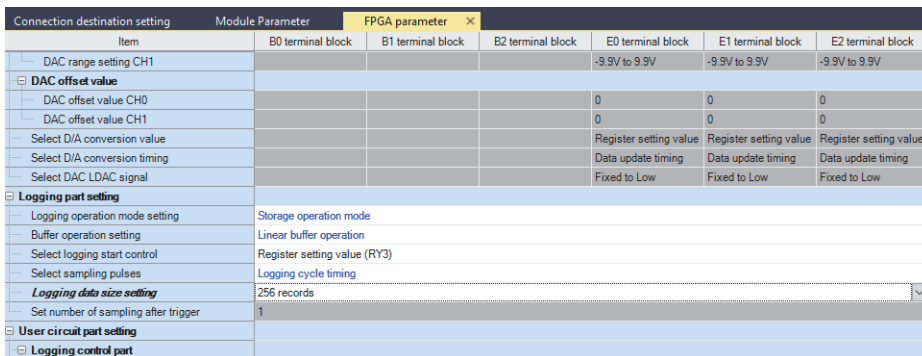 Connection destination setting Module Parameter FPGA parameter ×
Item B0 terminal block B1 terminal block B2 terminal block E0 terminal block E1 terminal block E2 terminal block
DAC range setting CH1 -9.9V to 9.9V -9.9V to 9.9V -9.9V to 9.9V
DAC offset value
DAC offset value CH0 0 0 0
DAC offset value CH1 0 0 0
Select D/A conversion value Register setting value Register setting value Register setting value
Select D/A conversion timing Data update timing Data update timing Data update timing
Select DAC LDAC signal Fixed to Low Fixed to Low Fixed to Low
Logging part setting
Logging operation mode setting Storage operation mode
Buffer operation setting Linear buffer operation
Select logging start control Register setting value (RY3)
Select sampling pulses Logging cycle timing
Logging data size setting 256 records
Set number of sampling after trigger 1
User circuit part setting
Logging control part